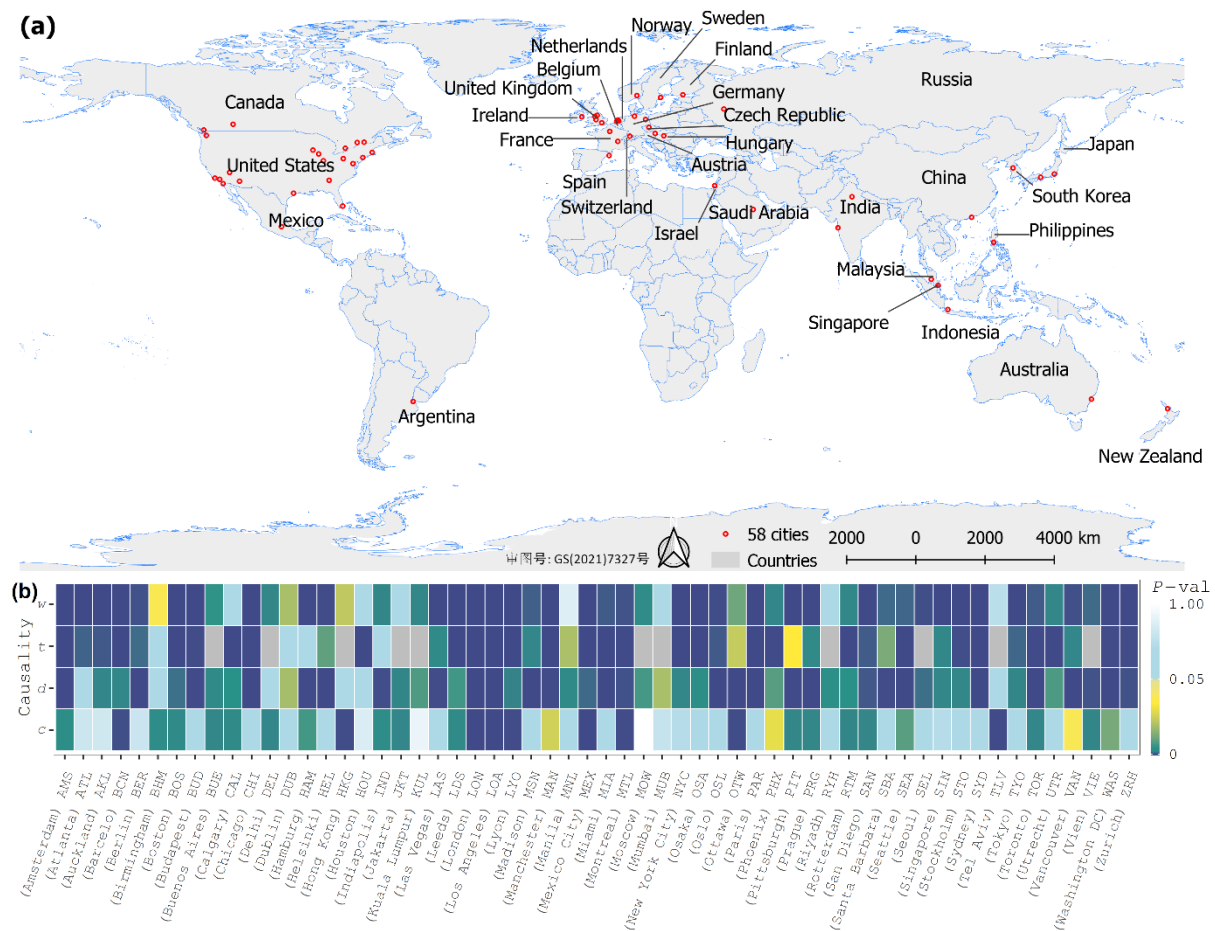 (a)
Sweden
Norway
Netherlands
Finland
Belgium
Russia
United Kingdom
Germany
Canada
Ireland
Czech Republic
France
Hungary
Japan
United States
Austria
China
Spain
South Korea
Switzerland
Saudi Arabia
India
Mexico
Israel
Philippines
Malaysia
Singapore
Indonesia
Australia
Argentina
New Zealand
58 cities
Countries
2000 0 2000 4000 km
审图号: GS(2021)7327号
(b)
P-val
1.00
0.05
0
Causality
w
t
d
c
AMS (Amsterdam)
ATL (Atlanta)
AKL (Auckland)
BCN (Barcelo)
BER (Berlin)
BHM (Birmingham)
BOS (Boston)
BUD (Budapest)
BUE (Buenos Aires)
CAL (Calgary)
CHI (Chicago)
DEL (Delhi)
DUB (Dublin)
HAM (Hamburg)
HEL (Helsinki)
HKG (Hong Kong)
HOU (Houston)
IND (Indiapolis)
JKT (Jakarta)
KUL (Kuala Lumpur)
LAS (Las Vegas)
LDS (Leeds)
LON (London)
LOA (Los Angeles)
LYO (Lyon)
MSN (Madison)
MAN (Manchester)
MNL (Manilla)
MEX (Mexico City)
MIA (Miami)
MTL (Montreal)
MOW (Moscow)
MUB (Mumbai)
NYC (New York City)
OSA (Osaka)
OSL (Oslo)
OTW (Ottawa)
PAR (Paris)
PHX (Phoenix)
PIT (Pittsburgh)
PRG (Prague)
RYH (Riyadh)
RTM (Rotterdam)
SAN (San Diego)
SBA (Santa Barbara)
SEA (Seattle)
SEL (Seoul)
SIN (Singapore)
STO (Stockholm)
SYD (Sydney)
TLV (Tel Aviv)
TYO (Tokyo)
TOR (Toronto)
UTR (Utrecht)
VAN (Vancouver)
VIE (Vien)
WAS (Washington DC)
ZRH (Zurich)